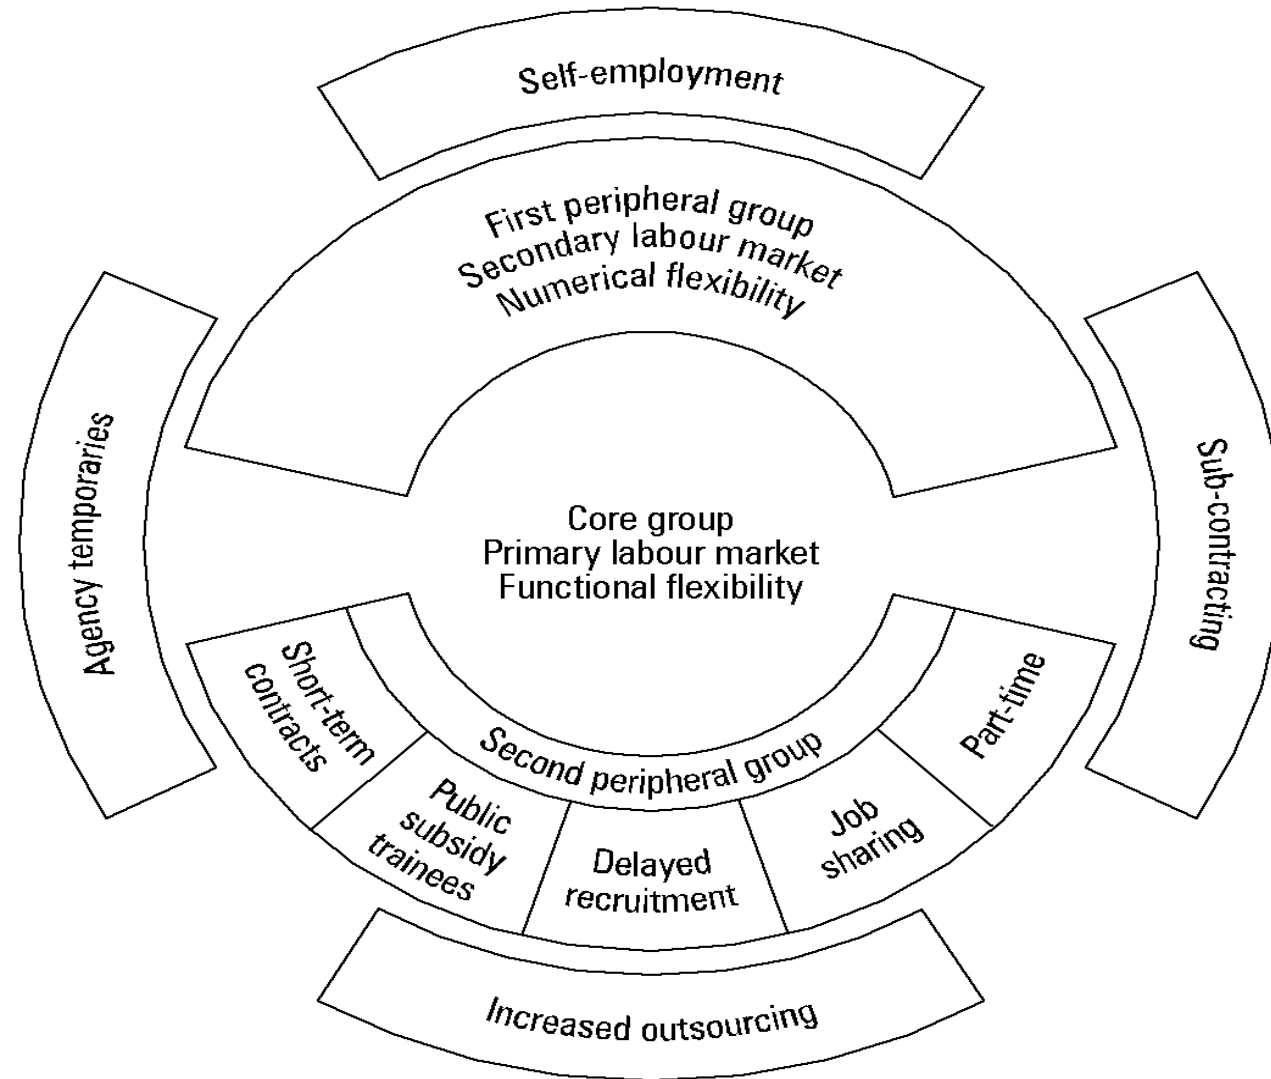 Self-employment
First peripheral group
Secondary labour market
Numerical flexibility
Agency temporaries
Sub-contracting
Core group
Primary labour market
Functional flexibility
Second peripheral group
Short-term
contracts
Public
subsidy
trainees
Delayed
recruitment
Job
sharing
Part-time
Increased outsourcing